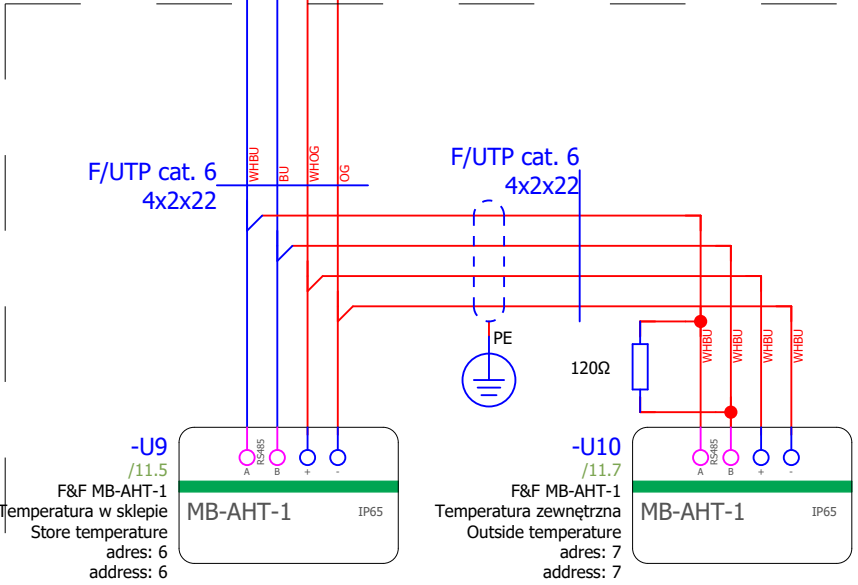 F/UTP cat. 6
4x2x22
WHBU
BU
WHOG
OG
F/UTP cat. 6
4x2x22
PE
120Ω
WHBU
WHBU
WHBU
WHBU
-U9
/11.5
F&F MB-AHT-1
Temperatura w sklepie
Store temperature
adres: 6
address: 6
A
RS485
B
+
-
MB-AHT-1
IP65
-U10
/11.7
F&F MB-AHT-1
Temperatura zewnętrzna
Outside temperature
adres: 7
address: 7
A
RS485
B
+
-
MB-AHT-1
IP65